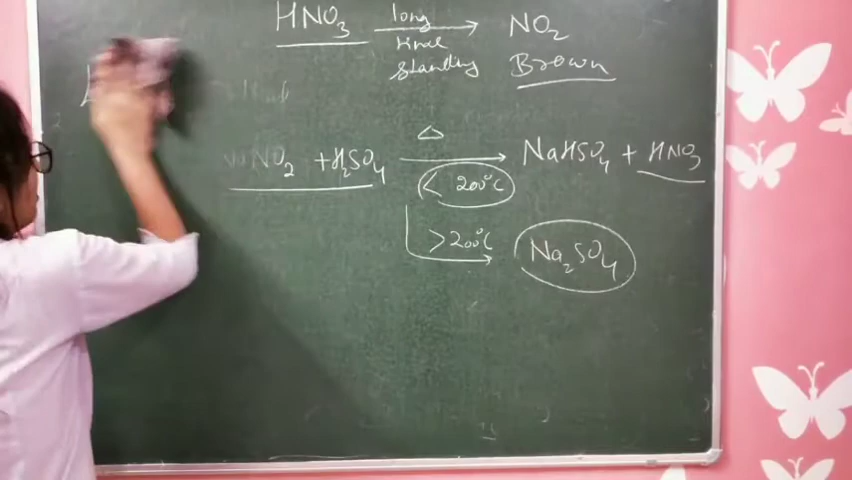 HNO₃ long time standing → NO₂
Brown
NaNO₂ + H₂SO₄ △ → NaHSO₄ + HNO₃
< 200°C
> 200°C → Na₂SO₄